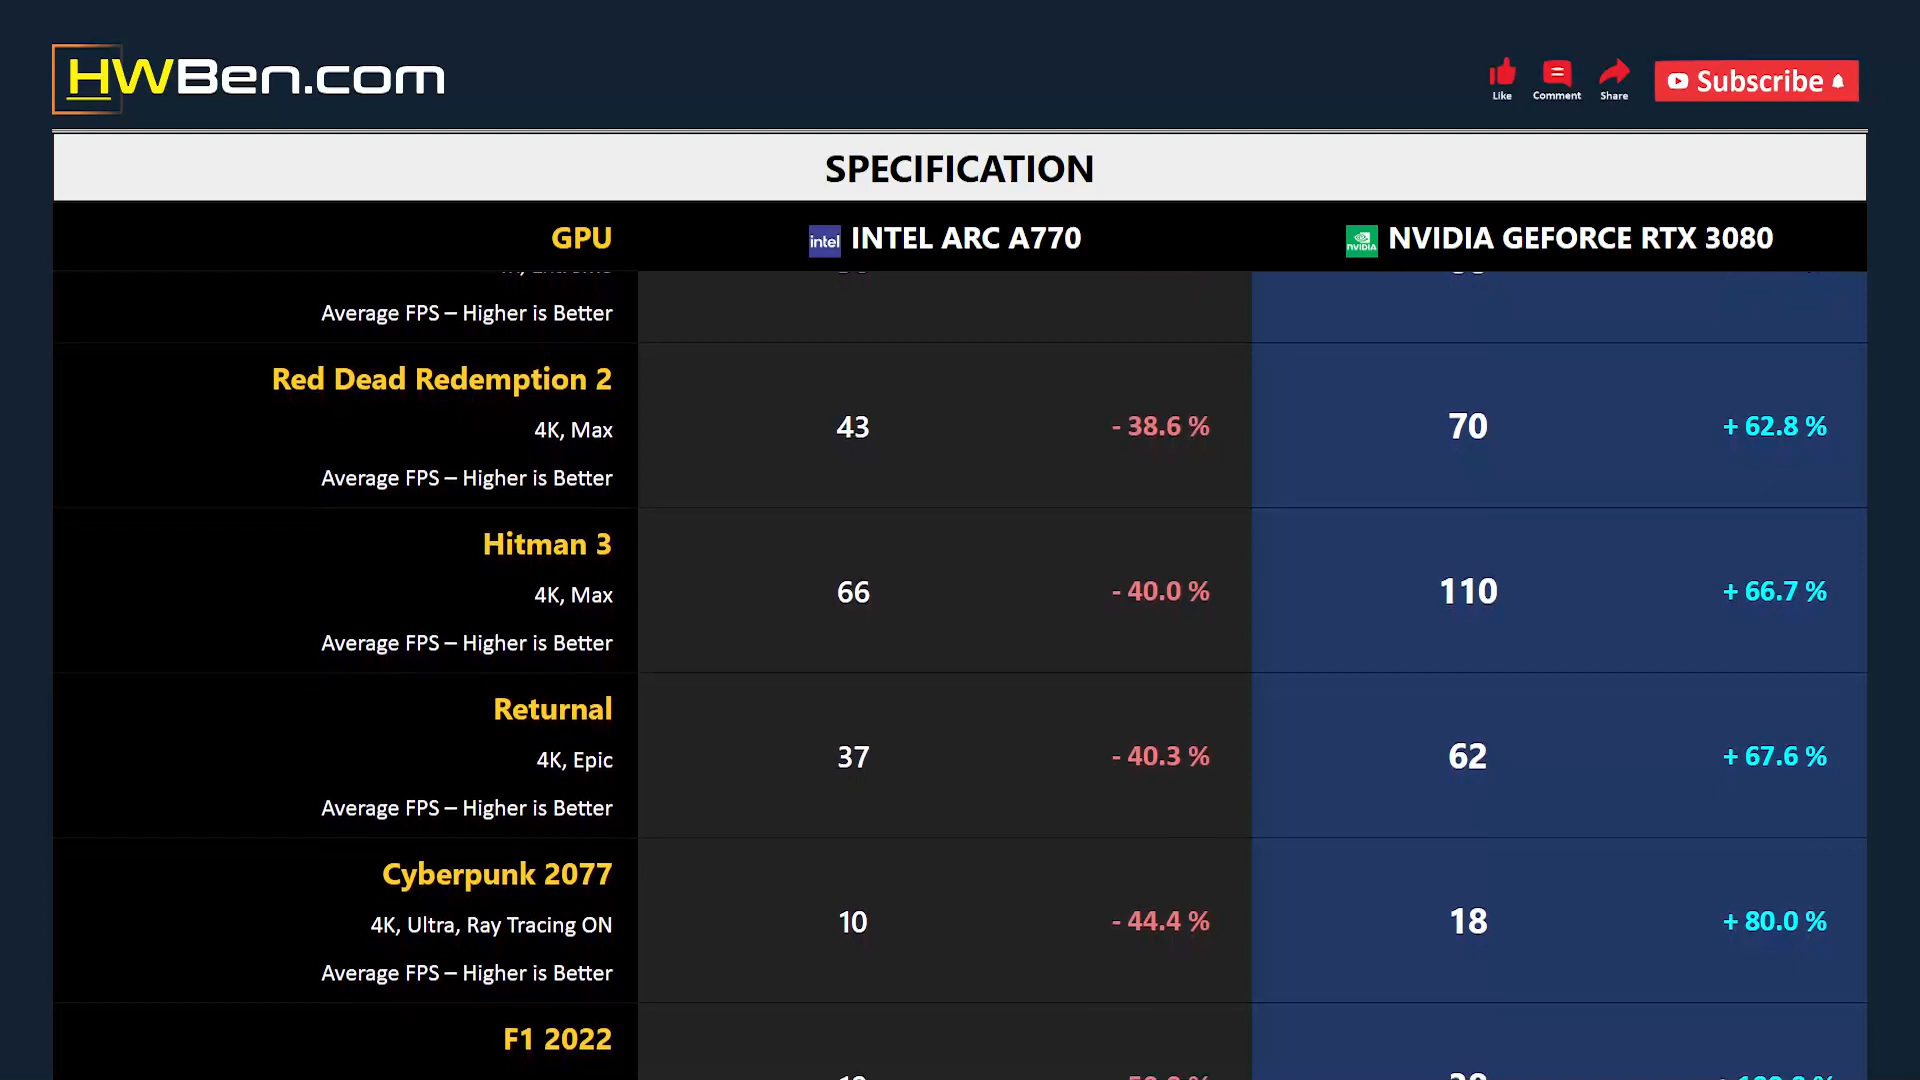 HWBen.com
Like Comment Share Subscribe
SPECIFICATION
GPU intel INTEL ARC A770 NVIDIA NVIDIA GEFORCE RTX 3080
Average FPS – Higher is Better
Red Dead Redemption 2
4K, Max 43 - 38.6 % 70 + 62.8 %
Average FPS – Higher is Better
Hitman 3
4K, Max 66 - 40.0 % 110 + 66.7 %
Average FPS – Higher is Better
Returnal
4K, Epic 37 - 40.3 % 62 + 67.6 %
Average FPS – Higher is Better
Cyberpunk 2077
4K, Ultra, Ray Tracing ON 10 - 44.4 % 18 + 80.0 %
Average FPS – Higher is Better
F1 2022